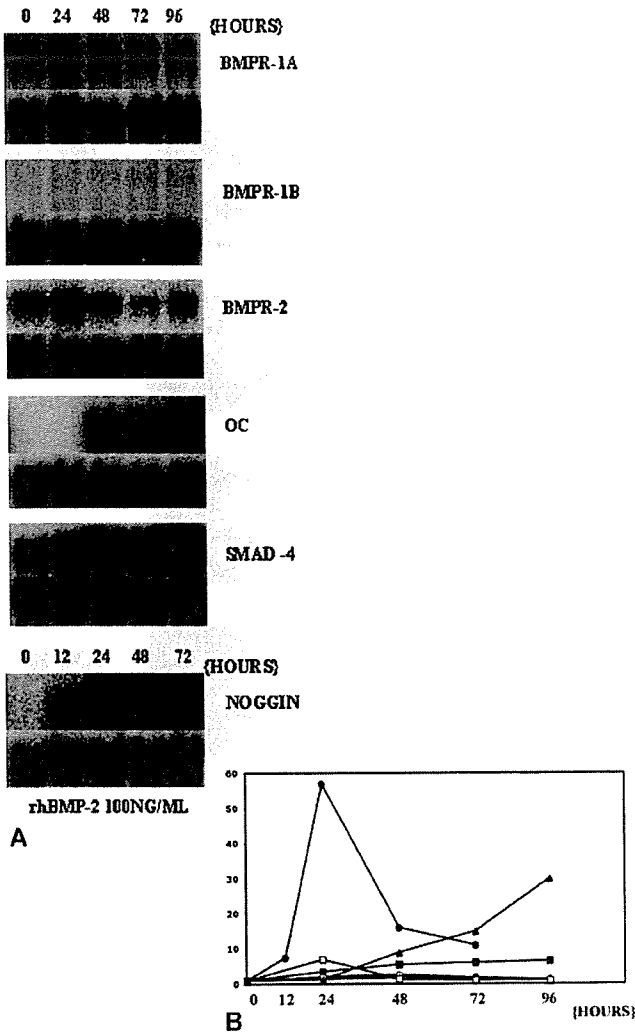 0 24 48 72 96 {HOURS}
BMPR-1A
BMPR-1B
BMPR-2
OC
SMAD -4
0 12 24 48 72 {HOURS}
NOGGIN
rhBMP-2 100NG/ML
A
60
50
40
30
20
10
0
0 12 24 48 72 96 {HOURS}
B